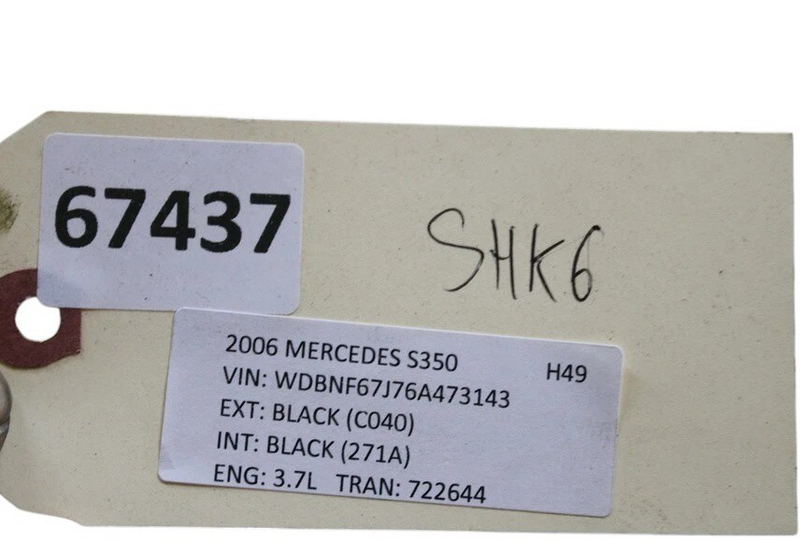 67437
SHK6
2006 MERCEDES S350 H49
VIN: WDBNF67J76A473143
EXT: BLACK (C040)
INT: BLACK (271A)
ENG: 3.7L TRAN: 722644